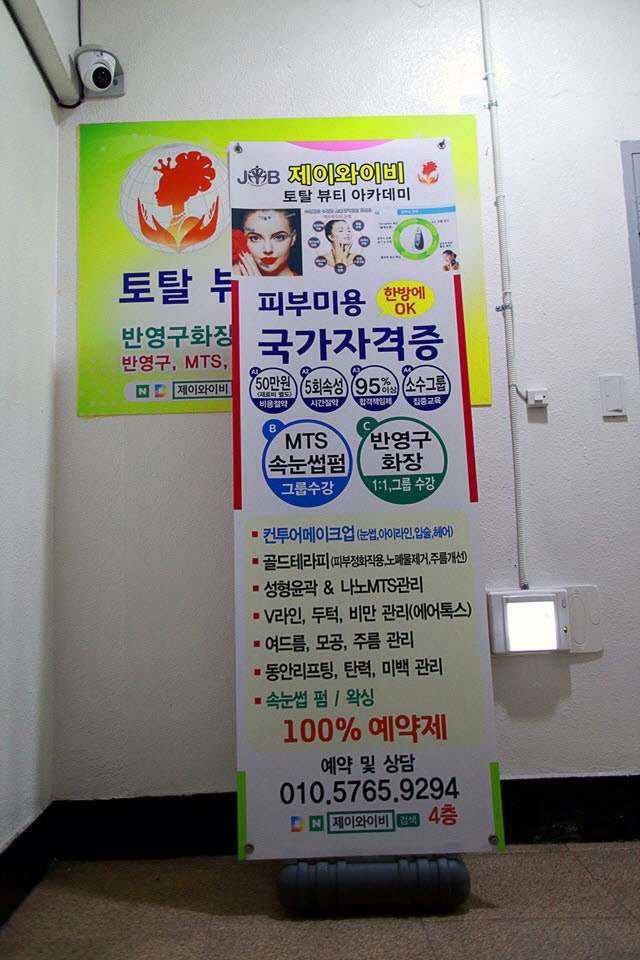 JYB 제이와이비
토탈 뷰티 아카데미
피부미용
한방에
OK
국가자격증
A1
50만원
(재료비 별도)
비용절약
A2
5회속성
시간절약
A3
95%이상
합격책임제
A4
소수그룹
집중교육
B
MTS
속눈썹펌
그룹수강
C
반영구
화장
1:1,그룹 수강
컨투어메이크업(눈썹,아이라인,입술,헤어)
골드테라피(피부정화작용,노폐물제거,주름개선)
성형윤곽 & 나노MTS관리
V라인, 두턱, 비만 관리(에어톡스)
여드름, 모공, 주름 관리
동안리프팅, 탄력, 미백 관리
속눈썹 펌 / 왁싱
100% 예약제
예약 및 상담
010.5765.9294
D N 제이와이비 검색 4층
토탈 뷰
반영구화장
반영구, MTS,
N D 제이와이비